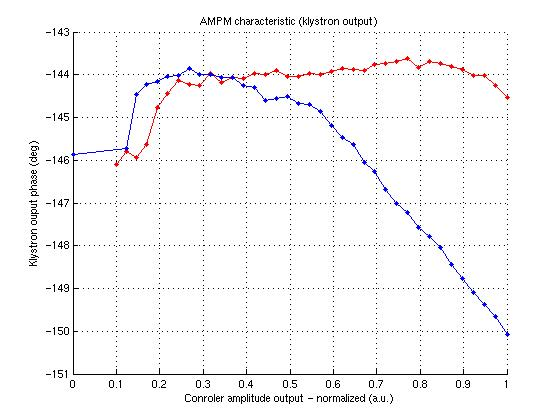 AMPM characteristic (klystron output)
−143
−144
−145
−146
−147
−148
−149
−150
−151
Klystron ouput phase (deg)
0 0.1 0.2 0.3 0.4 0.5 0.6 0.7 0.8 0.9 1
Conroler amplitude output − normalized (a.u.)